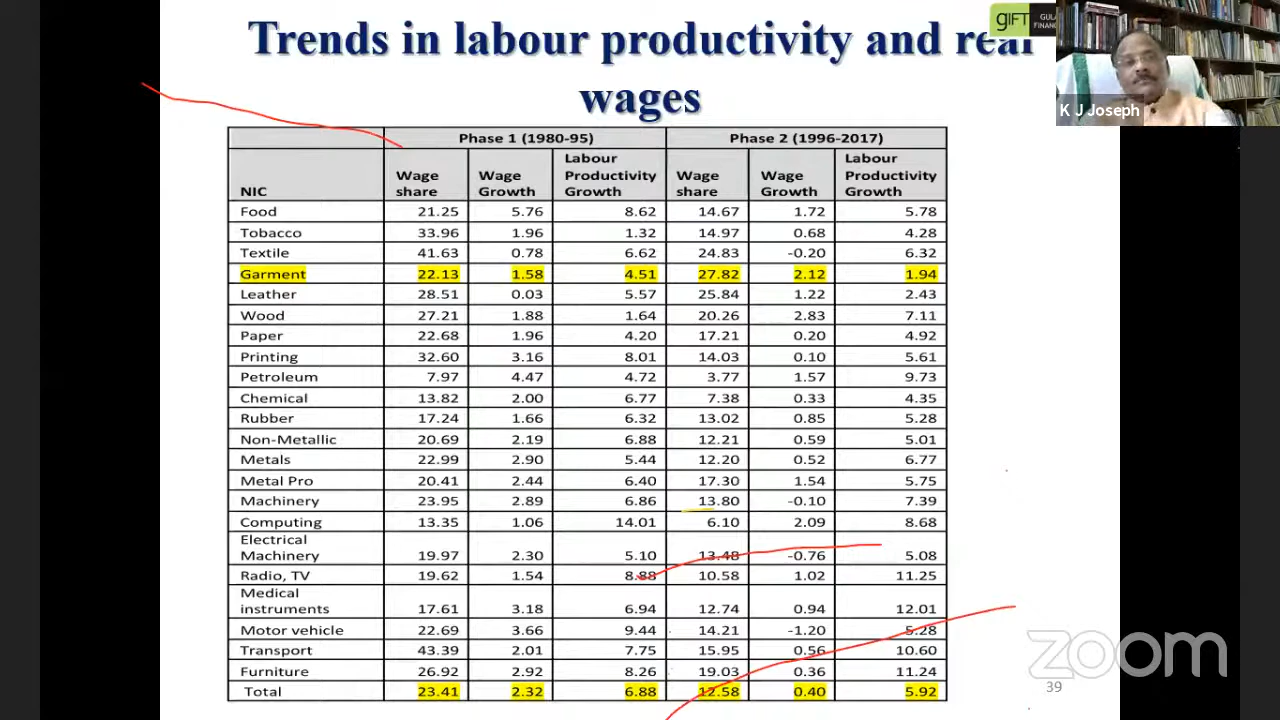 Trends in labour productivity and real
wages
GIFT GULA
FINANC
K J Joseph
Phase 1 (1980-95) Phase 2 (1996-2017)
NIC Wage share Wage Growth Labour Productivity Growth Wage share Wage Growth Labour Productivity Growth
Food 21.25 5.76 8.62 14.67 1.72 5.78
Tobacco 33.96 1.96 1.32 14.97 0.68 4.28
Textile 41.63 0.78 6.62 24.83 -0.20 6.32
Garment 22.13 1.58 4.51 27.82 2.12 1.94
Leather 28.51 0.03 5.57 25.84 1.22 2.43
Wood 27.21 1.88 1.64 20.26 2.83 7.11
Paper 22.68 1.96 4.20 17.21 0.20 4.92
Printing 32.60 3.16 8.01 14.03 0.10 5.61
Petroleum 7.97 4.47 4.72 3.77 1.57 9.73
Chemical 13.82 2.00 6.77 7.38 0.33 4.35
Rubber 17.24 1.66 6.32 13.02 0.85 5.28
Non-Metallic 20.69 2.19 6.88 12.21 0.59 5.01
Metals 22.99 2.90 5.44 12.20 0.52 6.77
Metal Pro 20.41 2.44 6.40 17.30 1.54 5.75
Machinery 23.95 2.89 6.86 13.80 -0.10 7.39
Computing 13.35 1.06 14.01 6.10 2.09 8.68
Electrical
Machinery 19.97 2.30 5.10 13.48 -0.76 5.08
Radio, TV 19.62 1.54 8.88 10.58 1.02 11.25
Medical
instruments 17.61 3.18 6.94 12.74 0.94 12.01
Motor vehicle 22.69 3.66 9.44 14.21 -1.20 5.28
Transport 43.39 2.01 7.75 15.95 0.56 10.60
Furniture 26.92 2.92 8.26 19.03 0.36 11.24
Total 23.41 2.32 6.88 12.58 0.40 5.92
zoom
39